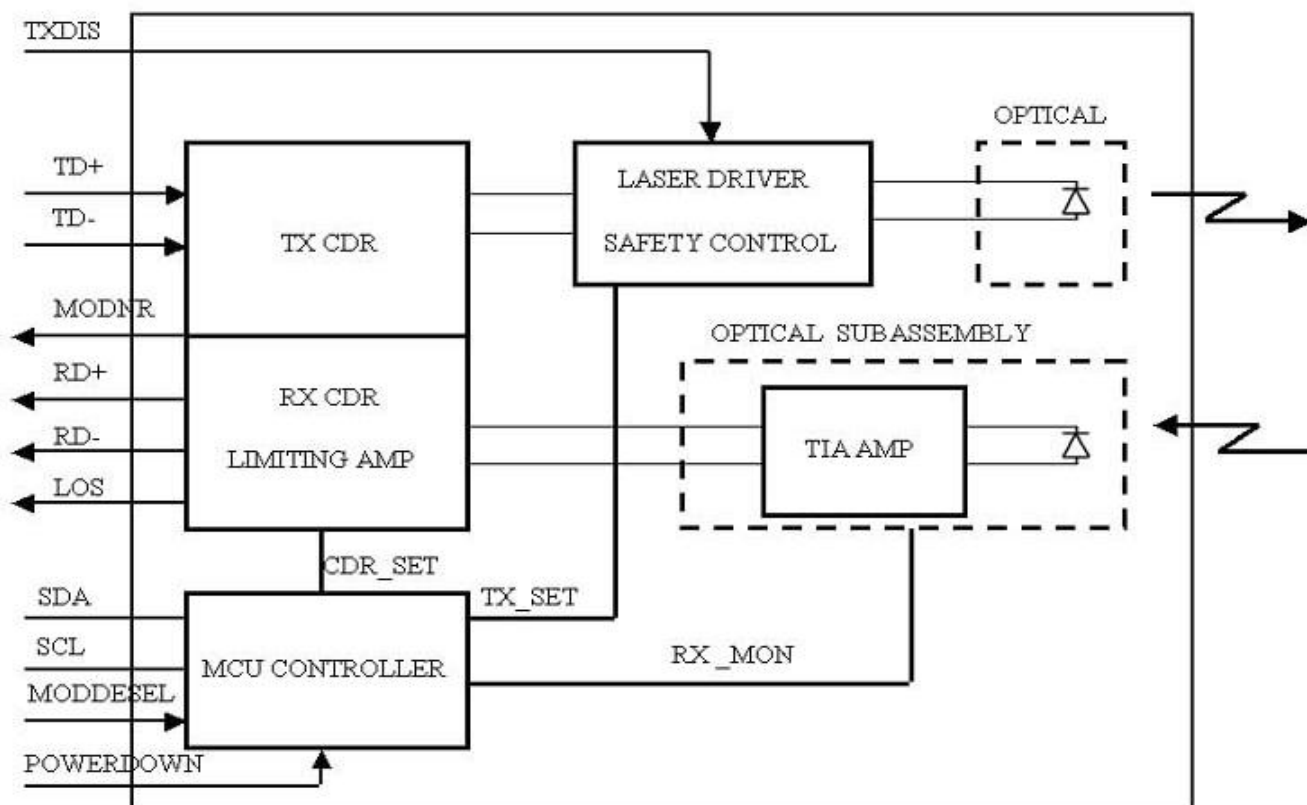 TXDIS
OPTICAL
TD+
LASER DRIVER
TD-
TX CDR
SAFETY CONTROL
MODNR
OPTICAL SUBASSEMBLY
RD+
RX CDR
RD-
LIMITING AMP
TIA AMP
LOS
CDR_SET
SDA
TX_SET
SCL
MCU CONTROLLER
RX_MON
MODDESEL
POWERDOWN